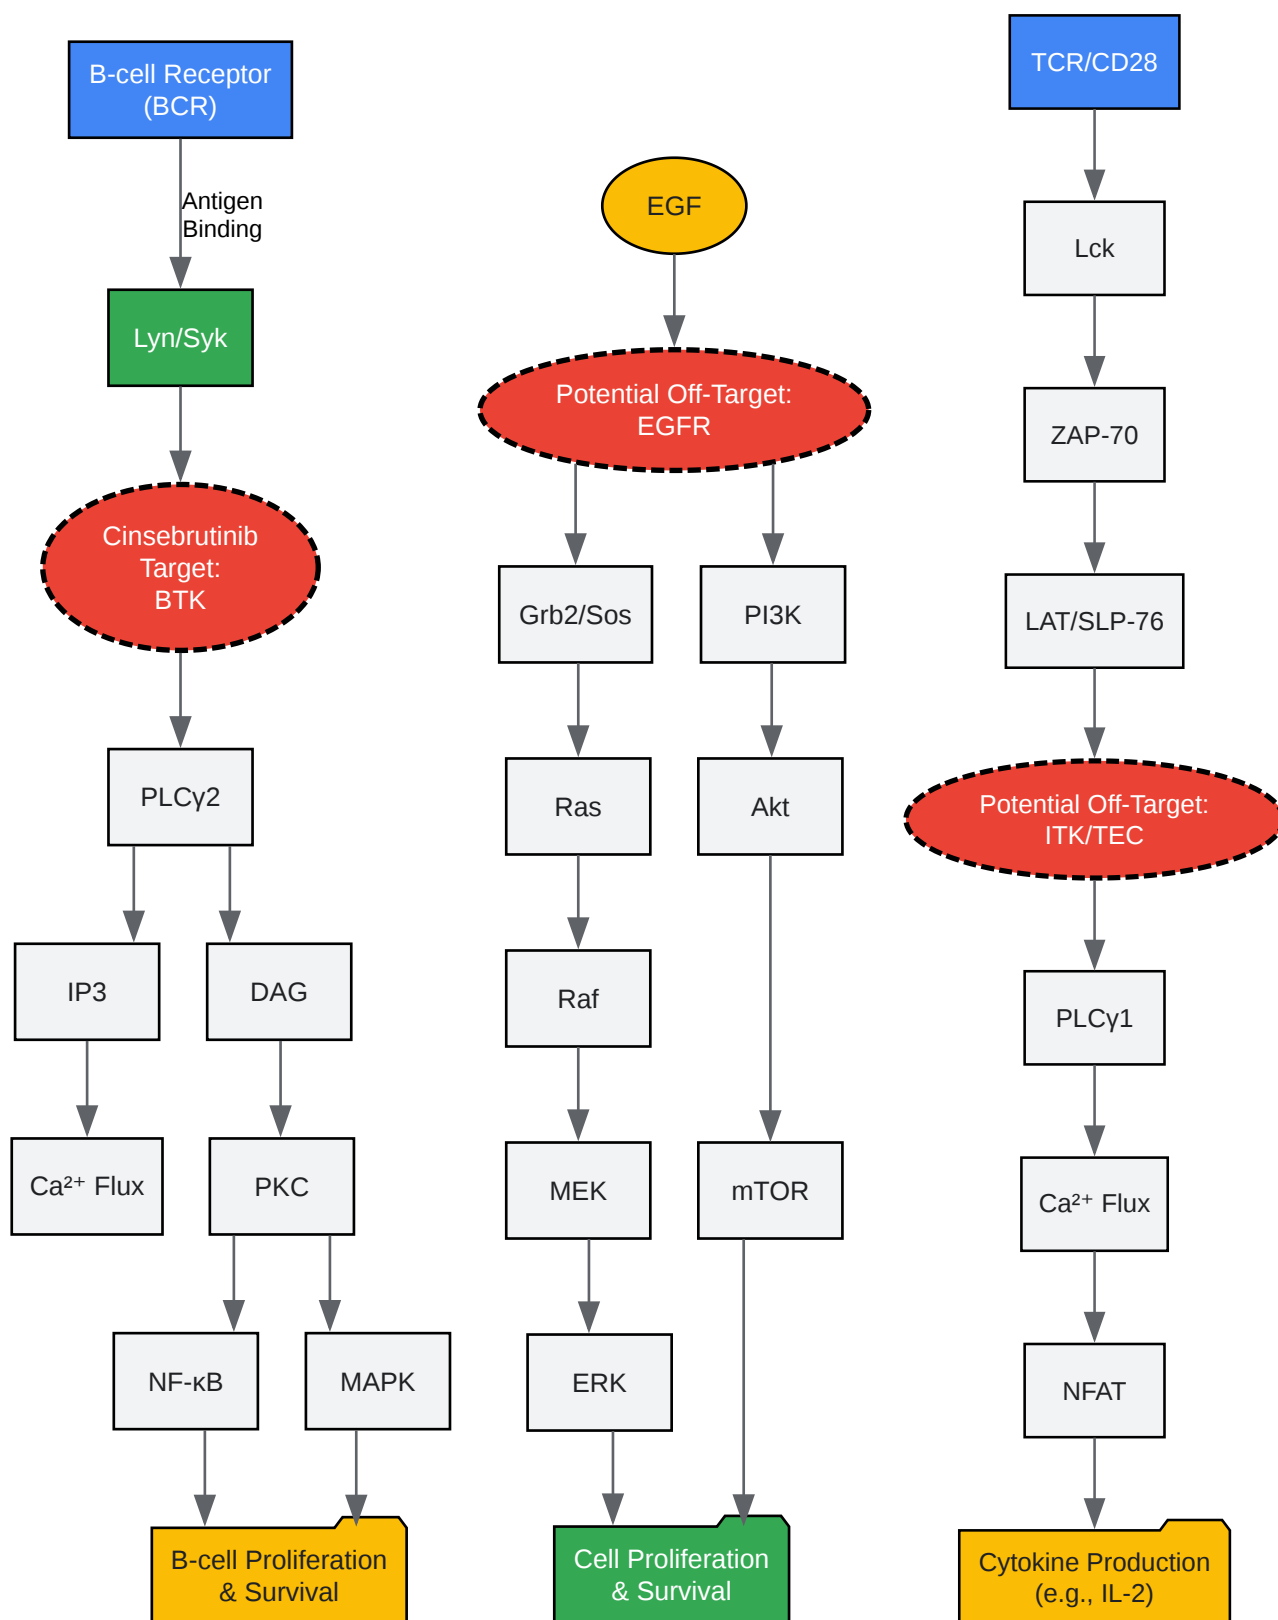 B-cell Receptor
(BCR)
Antigen
Binding
Lyn/Syk
Cinsebrutinib
Target:
BTK
PLCγ2
IP3
DAG
Ca²⁺ Flux
PKC
NF-κB
MAPK
B-cell Proliferation
& Survival
EGF
Potential Off-Target:
EGFR
Grb2/Sos
PI3K
Ras
Akt
Raf
MEK
mTOR
ERK
Cell Proliferation
& Survival
TCR/CD28
Lck
ZAP-70
LAT/SLP-76
Potential Off-Target:
ITK/TEC
PLCγ1
Ca²⁺ Flux
NFAT
Cytokine Production
(e.g., IL-2)